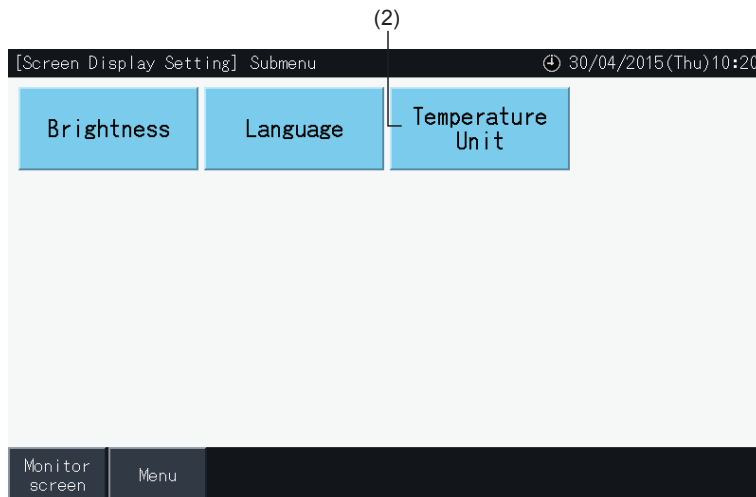 (2)
[Screen Display Setting] Submenu 30/04/2015(Thu)10:20
Brightness
Language
Temperature
Unit
Monitor
screen
Menu